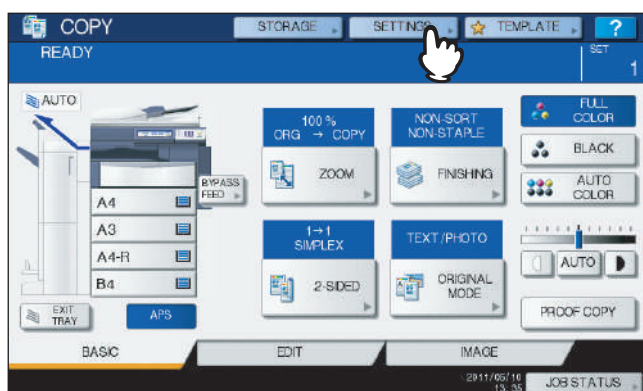 COPY
STORAGE
SETTINGS
TEMPLATE
?
READY
SET
1
AUTO
BYPASS
FEED
A4
A3
A4-R
B4
EXIT
TRAY
APS
100 %
ORG → COPY
ZOOM
NON-SORT
NON-STAPLE
FINISHING
1→1
SIMPLEX
2-SIDED
TEXT/PHOTO
ORIGINAL
MODE
FULL
COLOR
BLACK
AUTO
COLOR
AUTO
PROOF COPY
BASIC
EDIT
IMAGE
2011/05/10
13:35
JOB STATUS